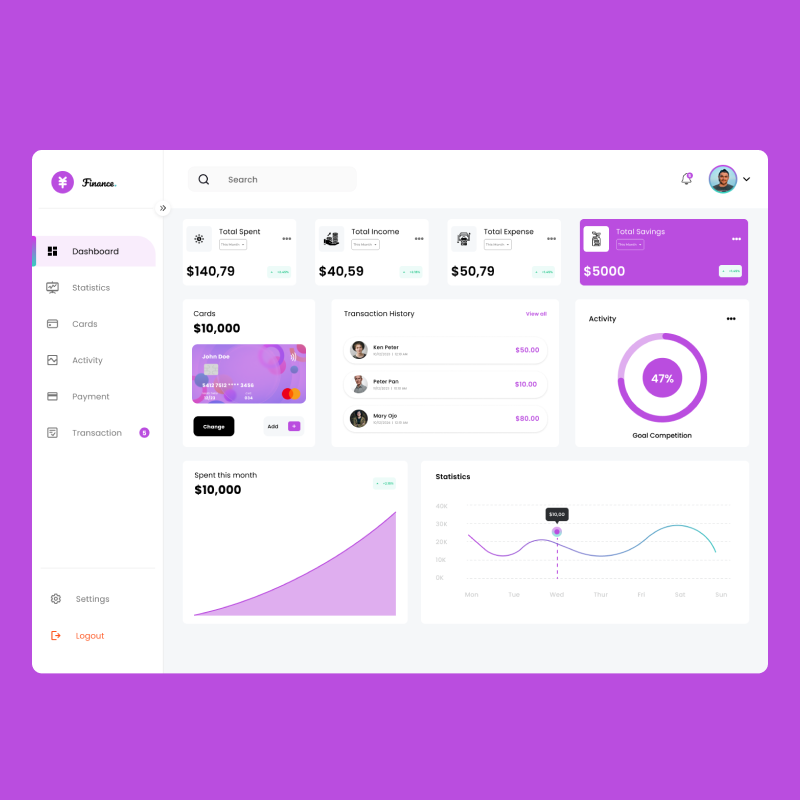 ¥
Finance.
Search
Dashboard
Statistics
Cards
Activity
Payment
Transaction
Settings
Logout
Total Spent
This Month
$140,79
Total Income
This Month
$40,59
Total Expense
This Month
$50,79
Total Savings
This Month
$5000
Cards
$10,000
John Doe
5412 7512 **** 3456
Change
Add
+
Transaction History
View all
Ken Peter
$50.00
Peter Pan
$10.00
Mary Ojo
$80.00
Activity
47%
Goal Competition
Spent this month
$10,000
Statistics
40K
30K
20K
10K
0K
$10,00
Mon
Tue
Wed
Thur
Fri
Sat
Sun